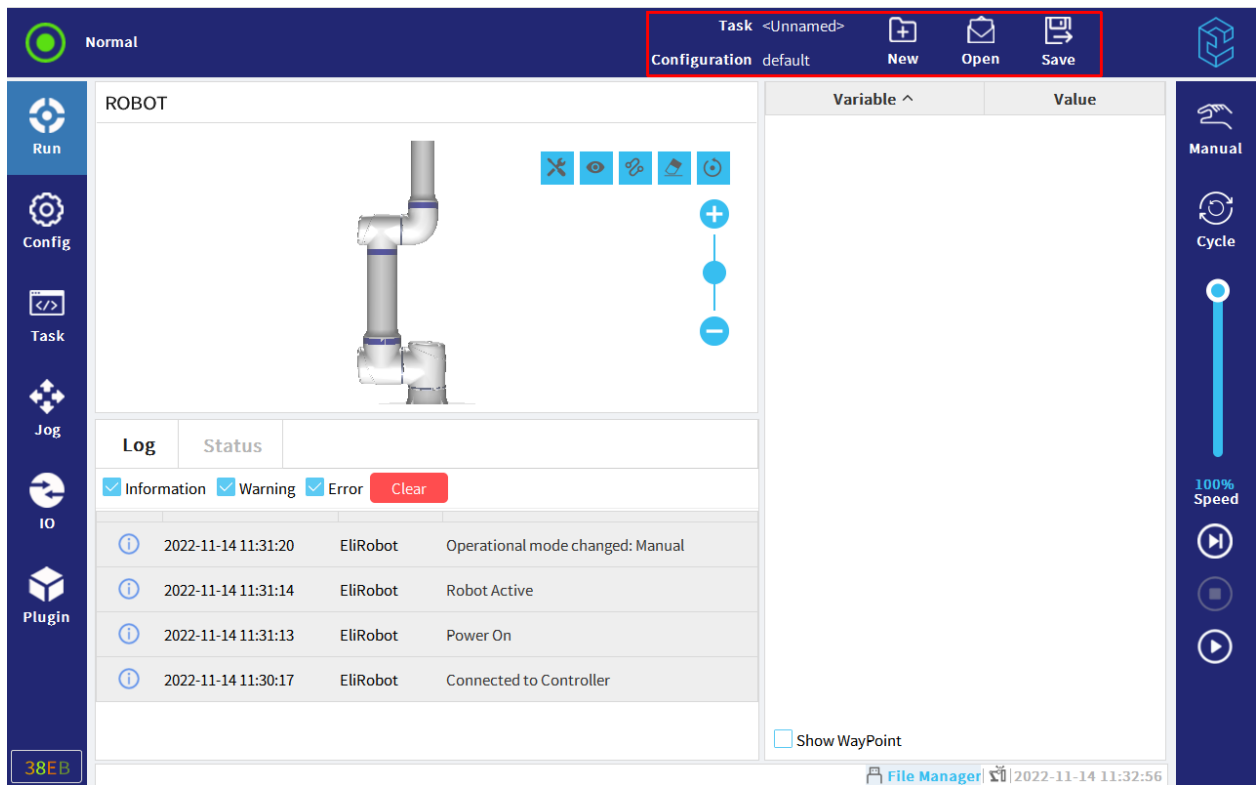 Normal
Task <Unnamed>
Configuration default
New
Open
Save
Run
Config
Task
Jog
IO
Plugin
38EB
ROBOT
Log
Status
Information
Warning
Error
Clear
2022-11-14 11:31:20 EliRobot Operational mode changed: Manual
2022-11-14 11:31:14 EliRobot Robot Active
2022-11-14 11:31:13 EliRobot Power On
2022-11-14 11:30:17 EliRobot Connected to Controller
Variable
Value
Show WayPoint
Manual
Cycle
100%
Speed
File Manager
2022-11-14 11:32:56